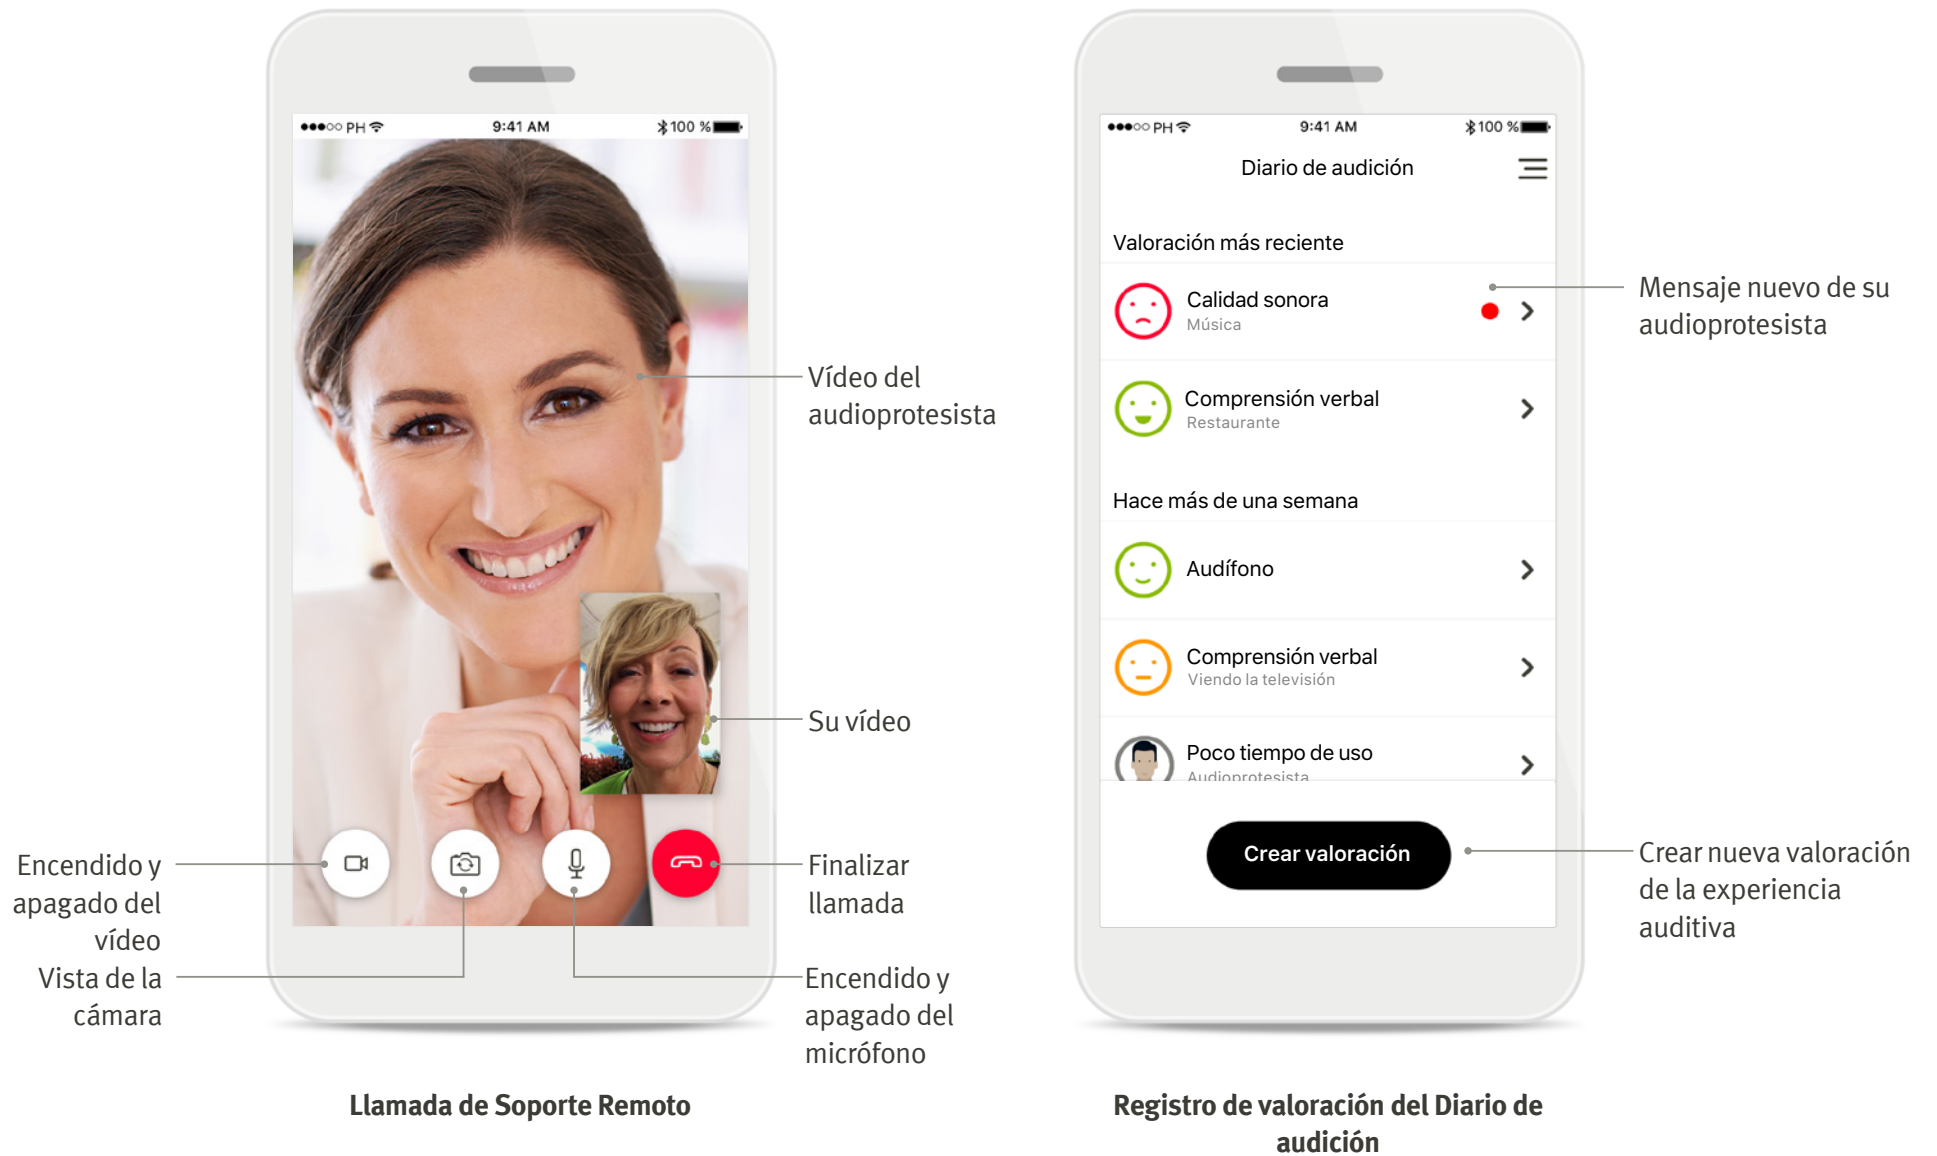 PH
9:41 AM
100 %
Vídeo del
audioprotesista
Su vídeo
Encendido y
apagado del
vídeo
Vista de la
cámara
Finalizar
llamada
Encendido y
apagado del
micrófono
Llamada de Soporte Remoto
PH
9:41 AM
100 %
Diario de audición
Valoración más reciente
Calidad sonora
Música
Mensaje nuevo de su
audioprotesista
Comprensión verbal
Restaurante
Hace más de una semana
Audífono
Comprensión verbal
Viendo la televisión
Poco tiempo de uso
Audioprotesista
Crear valoración
Crear nueva valoración
de la experiencia
auditiva
Registro de valoración del Diario de
audición